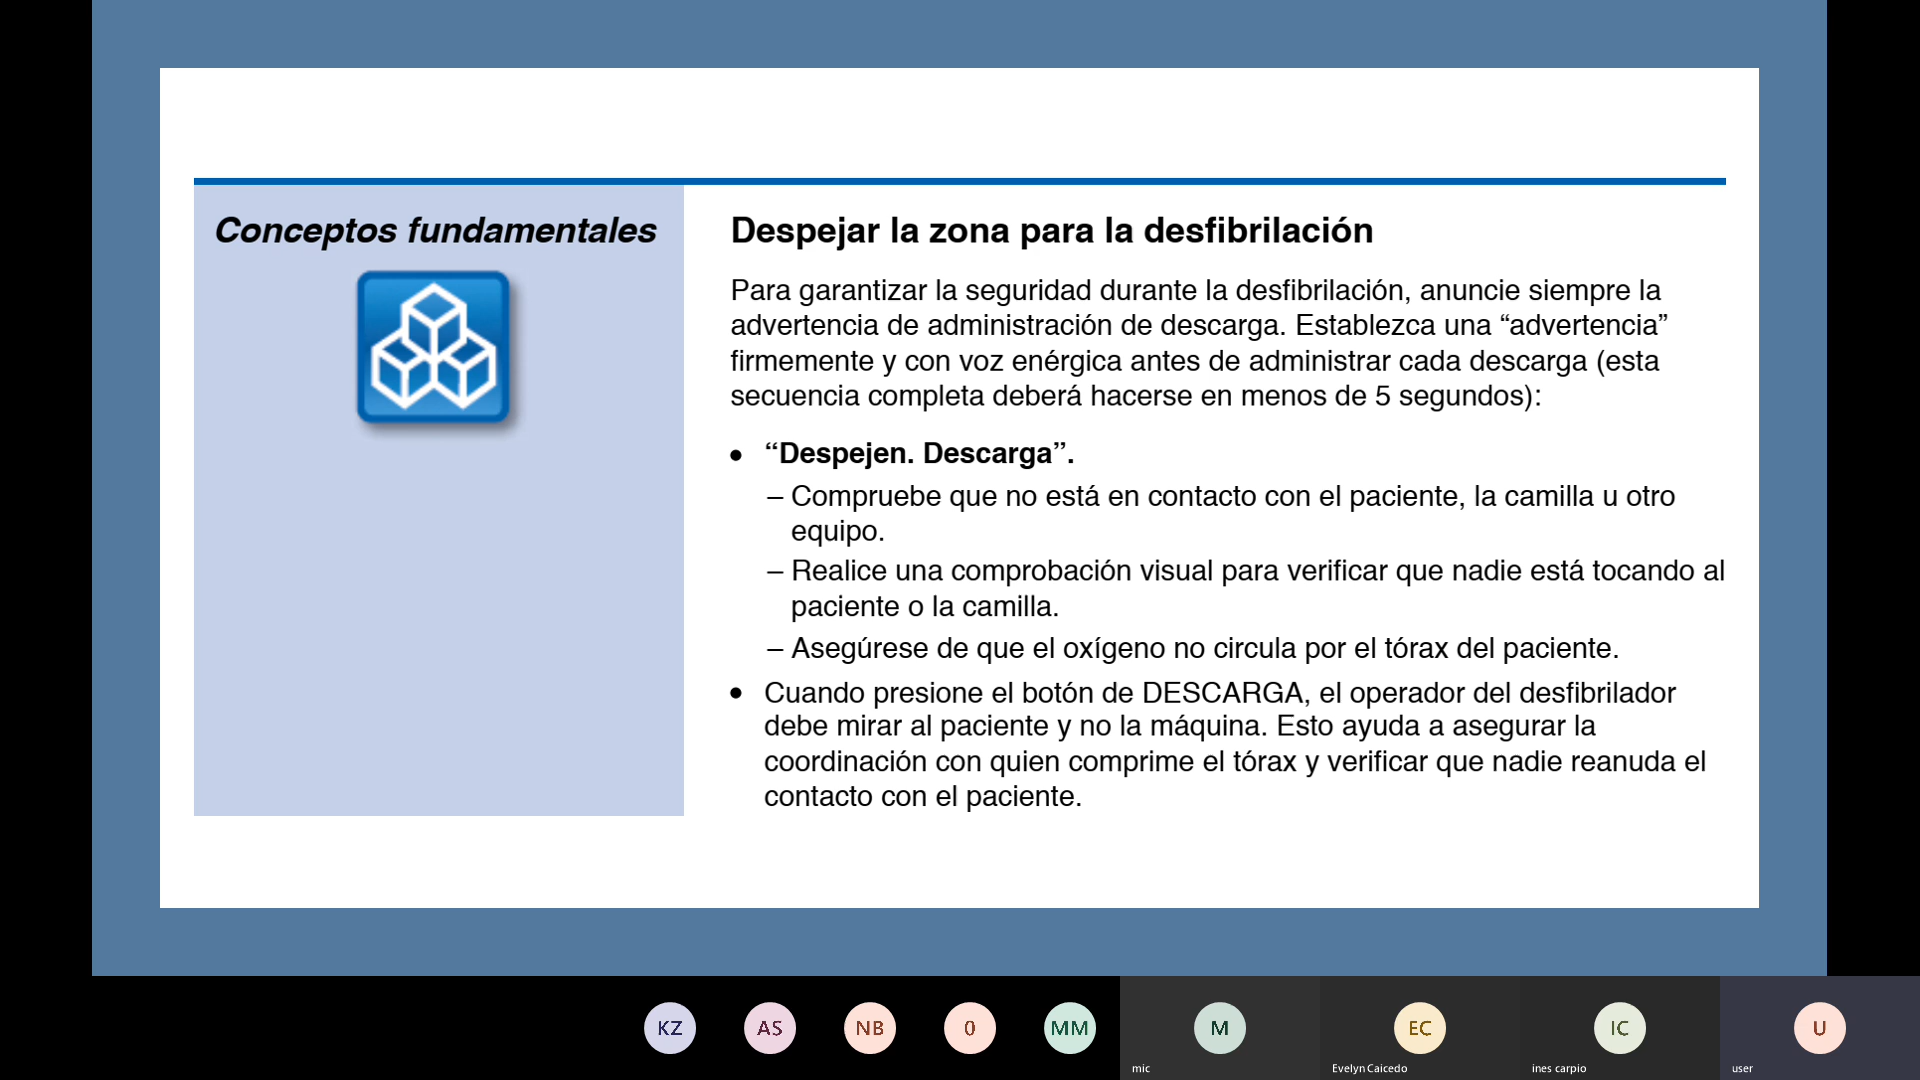 Conceptos fundamentales
Despejar la zona para la desfibrilación
Para garantizar la seguridad durante la desfibrilación, anuncie siempre la
advertencia de administración de descarga. Establezca una “advertencia”
firmemente y con voz enérgica antes de administrar cada descarga (esta
secuencia completa deberá hacerse en menos de 5 segundos):
• “Despejen. Descarga”.
– Compruebe que no está en contacto con el paciente, la camilla u otro
equipo.
– Realice una comprobación visual para verificar que nadie está tocando al
paciente o la camilla.
– Asegúrese de que el oxígeno no circula por el tórax del paciente.
• Cuando presione el botón de DESCARGA, el operador del desfibrilador
debe mirar al paciente y no la máquina. Esto ayuda a asegurar la
coordinación con quien comprime el tórax y verificar que nadie reanuda el
contacto con el paciente.
KZ AS NB 0 MM M EC IC U
mic Evelyn Caicedo ines carpio user